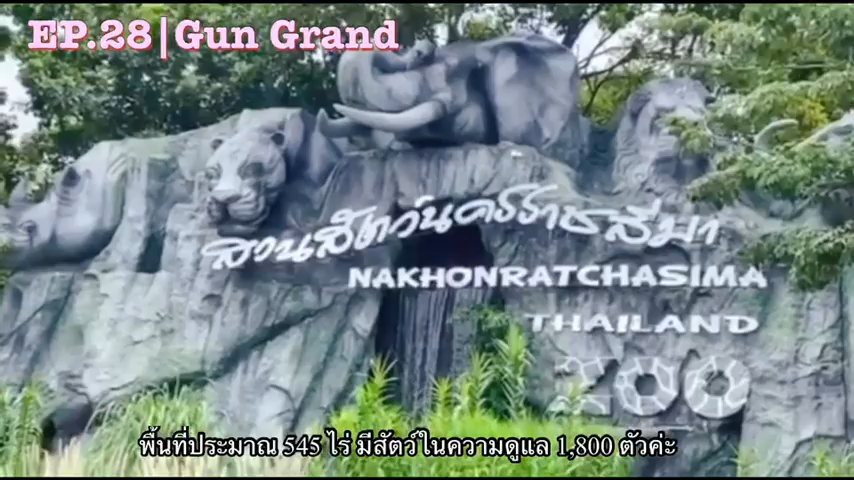 EP.28|Gun Grand
สวนสัตว์นครราชสีมา
NAKHONRATCHASIMA
THAILAND
ZOO
พื้นที่ประมาณ 545 ไร่ มีสัตว์ในความดูแล 1,800 ตัวค่ะ